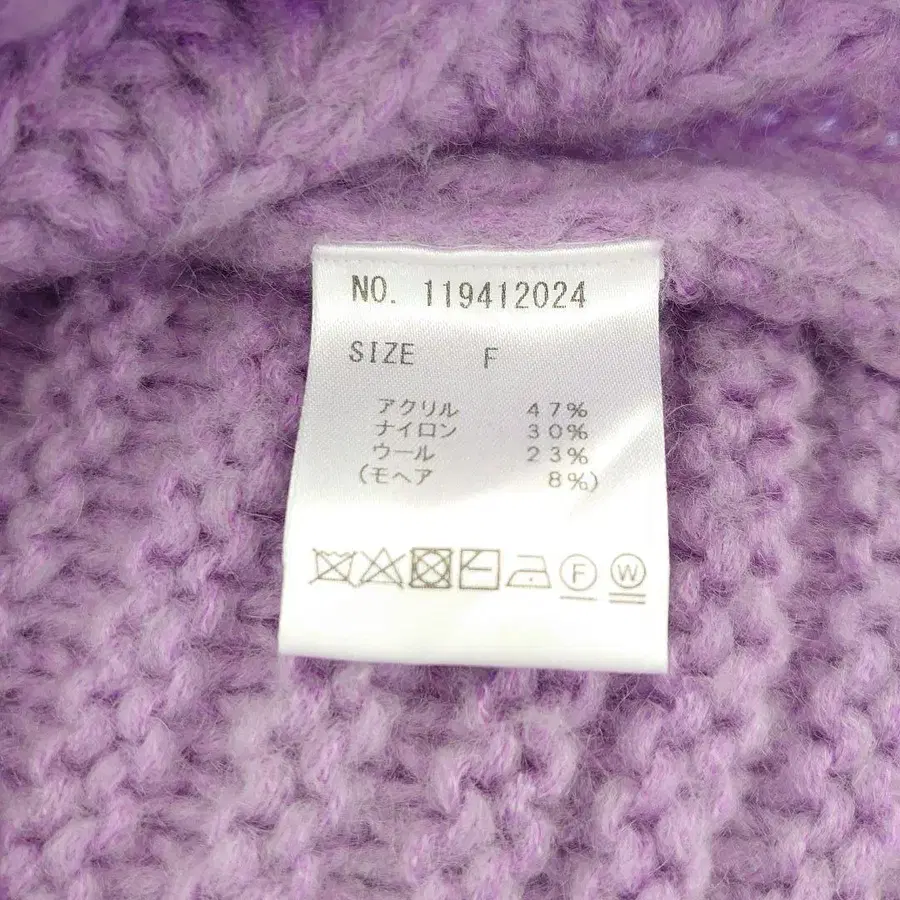 NO. 119412024
SIZE F
アクリル 47%
ナイロン 30%
ウール 23%
(モヘア 8%)
F W